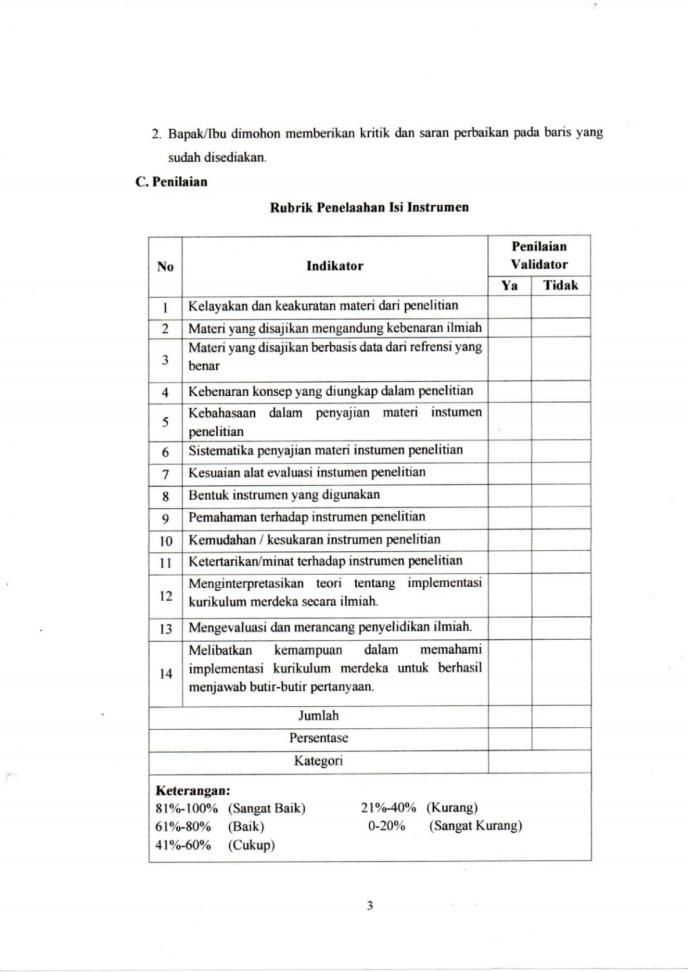 2. Bapak/Ibu dimohon memberikan kritik dan saran perbaikan pada baris yang
sudah disediakan.
C. Penilaian
Rubrik Penelaahan Isi Instrumen
No
Indikator
Penilaian
Validator
Ya
Tidak
1 Kelayakan dan keakuratan materi dari penelitian
2 Materi yang disajikan mengandung kebenaran ilmiah
3 Materi yang disajikan berbasis data dari refrensi yang
benar
4 Kebenaran konsep yang diungkap dalam penelitian
5 Kebahasaan dalam penyajian materi instumen
penelitian
6 Sistematika penyajian materi instumen penelitian
7 Kesuaian alat evaluasi instumen penelitian
8 Bentuk instrumen yang digunakan
9 Pemahaman terhadap instrumen penelitian
10 Kemudahan / kesukaran instrumen penelitian
11 Ketertarikan/minat terhadap instrumen penelitian
12 Menginterpretasikan teori tentang implementasi
kurikulum merdeka secara ilmiah.
13 Mengevaluasi dan merancang penyelidikan ilmiah.
14 Melibatkan kemampuan dalam memahami
implementasi kurikulum merdeka untuk berhasil
menjawab butir-butir pertanyaan.
Jumlah
Persentase
Kategori
Keterangan:
81%-100% (Sangat Baik) 21%-40% (Kurang)
61%-80% (Baik) 0-20% (Sangat Kurang)
41%-60% (Cukup)
3